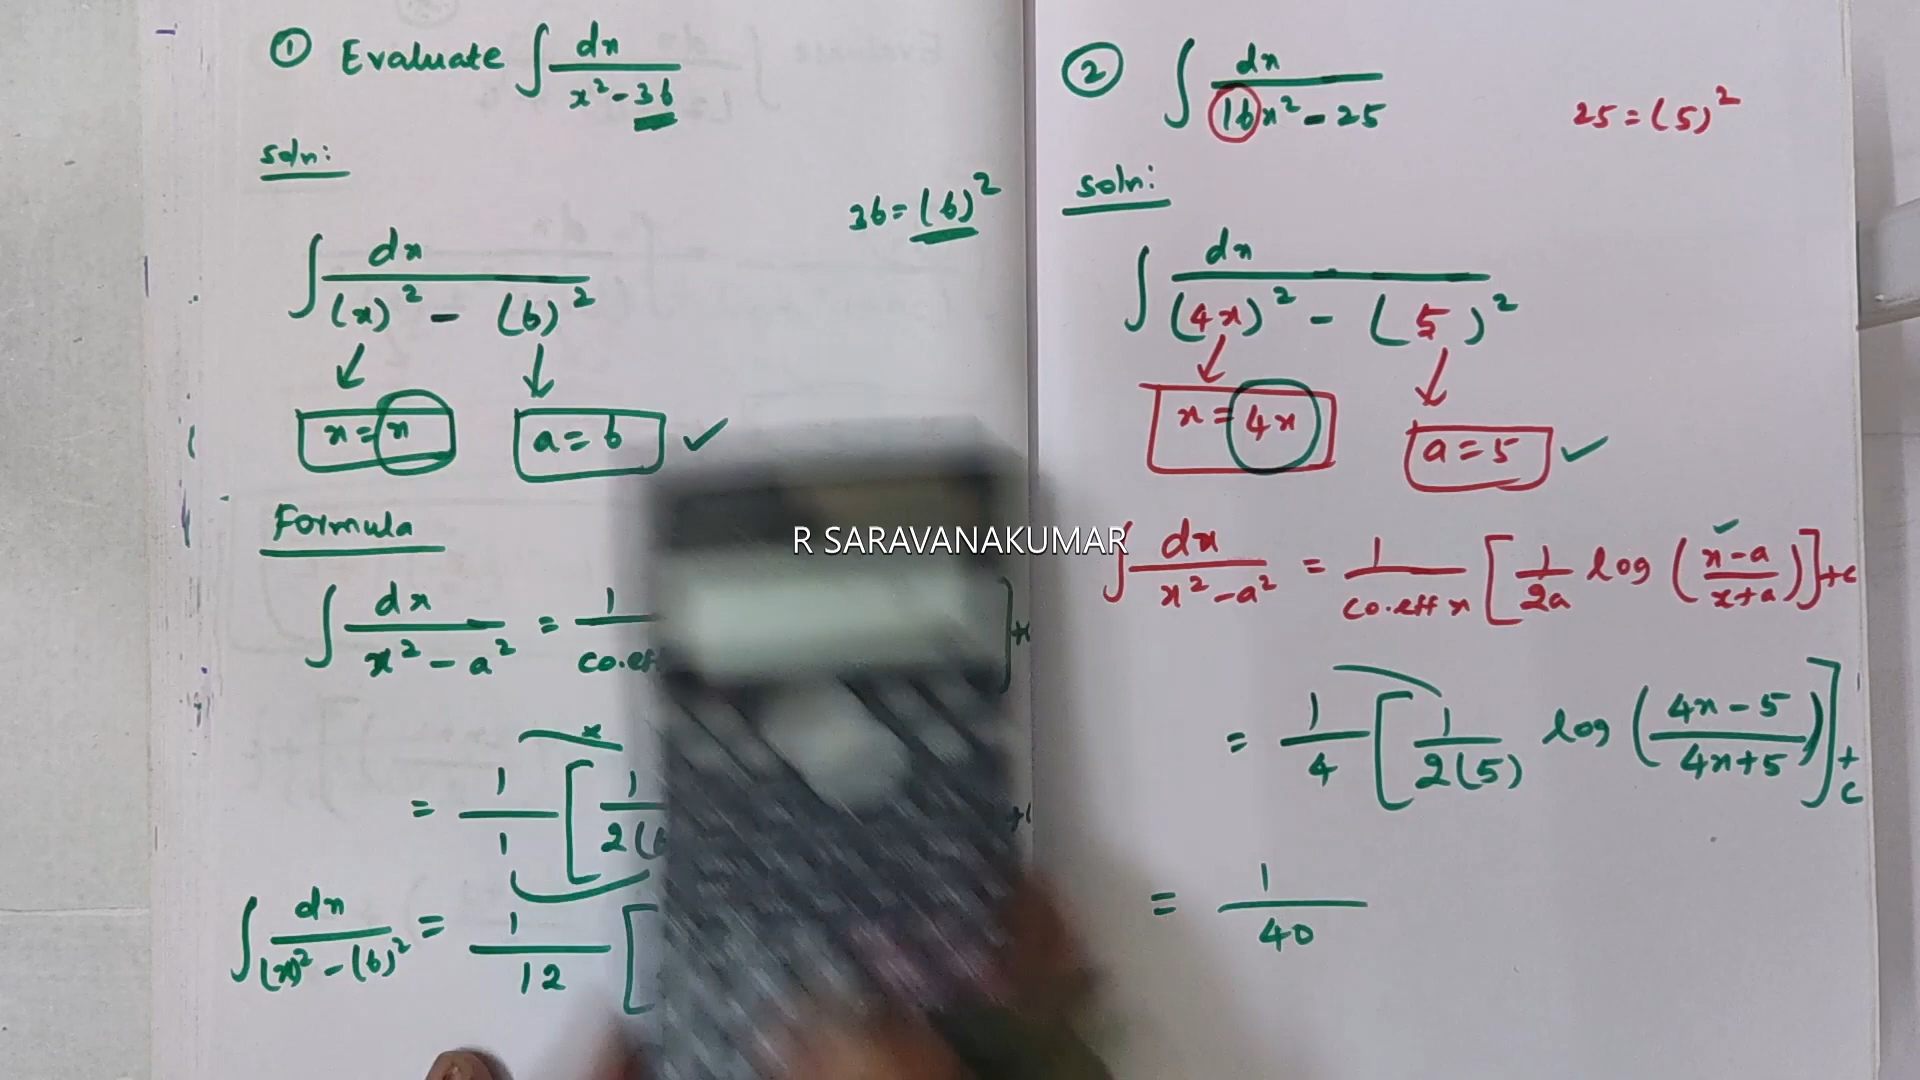 ① Evaluate ∫ dx / x² - 36
Soln:
36 = (6)²
∫ dx / (x)² - (6)²
x = x a = 6 ✓
Formula
∫ dx / x² - a² = 1 / co.eff ] + c
= 1/1 [ 1 / 2(6
∫ dx / (x)² - (6)² = 1/12 [
② ∫ dx / 16x² - 25
25 = (5)²
Soln:
∫ dx / (4x)² - (5)²
x = 4x a = 5 ✓
∫ dx / x² - a² = 1 / co.eff x [ 1/2a log ( x-a / x+a ) ] + c
= 1/4 [ 1 / 2(5) log ( 4x - 5 / 4x + 5 ) ] + c
= 1/40
R SARAVANAKUMAR